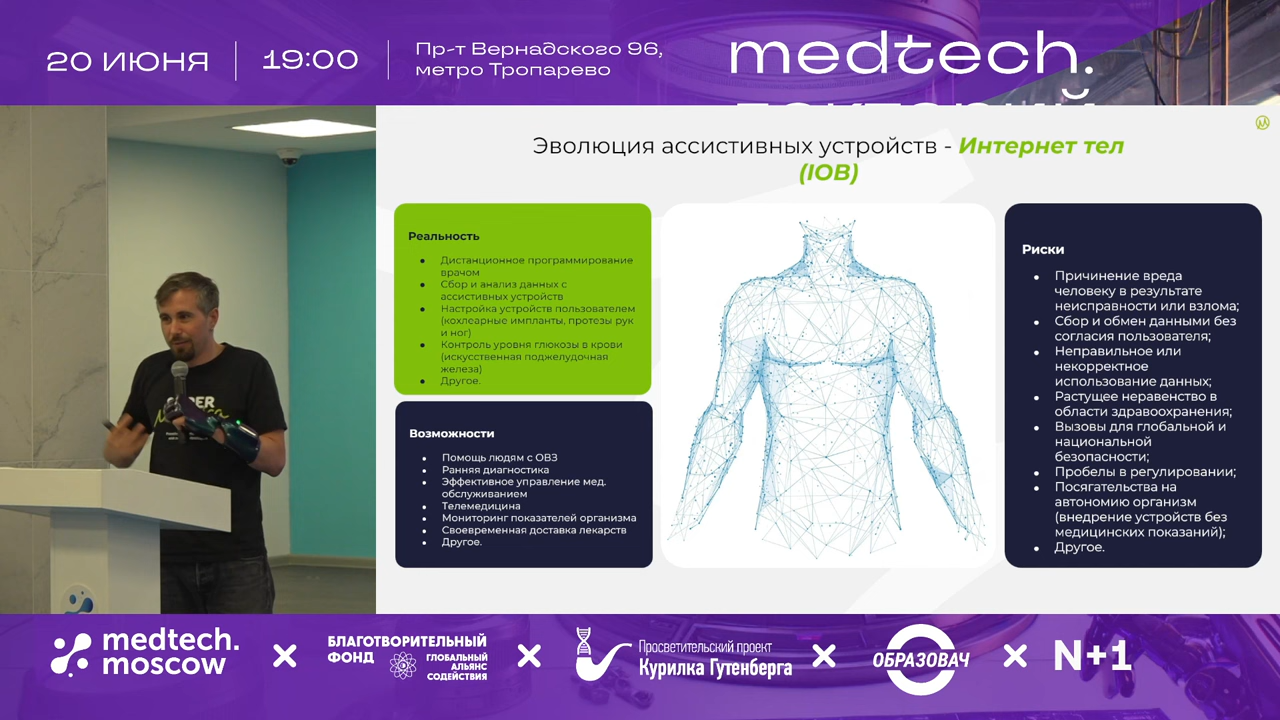 20 ИЮНЯ
19:00
Пр-т Вернадского 96,
метро Тропарево
medtech.
Эволюция ассистивных устройств - Интернет тел
(IOB)
Реальность
• Дистанционное программирование
врачом
• Сбор и анализ данных с
ассистивных устройств
• Настройка устройств пользователем
(кохлеарные импланты, протезы рук
и ног)
• Контроль уровня глюкозы в крови
(искусственная поджелудочная
железа)
• Другое.
Возможности
• Помощь людям с ОВЗ
• Ранняя диагностика
• Эффективное управление мед.
обслуживанием
• Телемедицина
• Мониторинг показателей организма
• Своевременная доставка лекарств
• Другое.
Риски
• Причинение вреда
человеку в результате
неисправности или взлома;
• Сбор и обмен данными без
согласия пользователя;
• Неправильное или
некорректное
использование данных;
• Растущее неравенство в
области здравоохранения;
• Вызовы для глобальной и
национальной
безопасности;
• Пробелы в регулировании;
• Посягательства на
автономию организм
(внедрение устройств без
медицинских показаний);
• Другое.
medtech.
moscow
БЛАГОТВОРИТЕЛЬНЫЙ
ФОНД
ГЛОБАЛЬНЫЙ
АЛЬЯНС
СОДЕЙСТВИЯ
Просветительский проект
Курилка Гутенберга
ОБРАЗОВАЧ
N+1